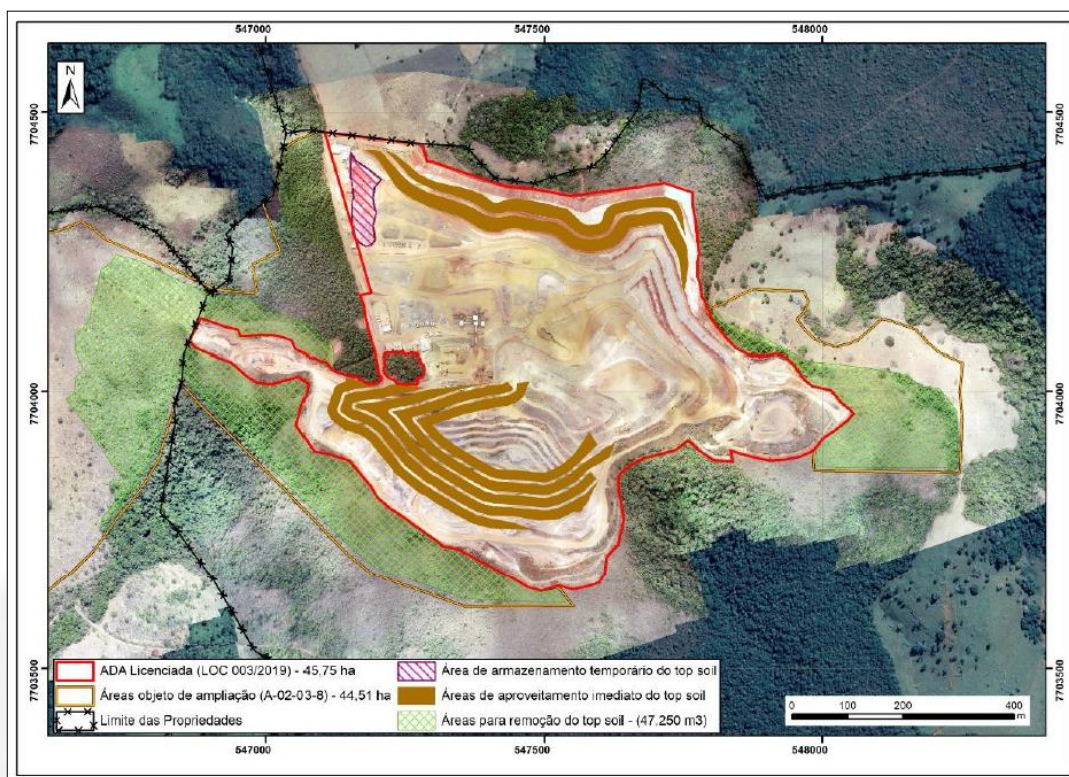 547000 547500 548000
N
7704500 7704500
7704000 7704000
7703500 7703500
ADA Licenciada (LOC 003/2019) - 45,75 ha
Áreas objeto de ampliação (A-02-03-8) - 44,51 ha
Limite das Propriedades
Área de armazenamento temporário do top soil
Áreas de aproveitamento imediato do top soil
Áreas para remoção do top soil - (47.250 m3)
0 100 200 400
m
547000 547500 548000